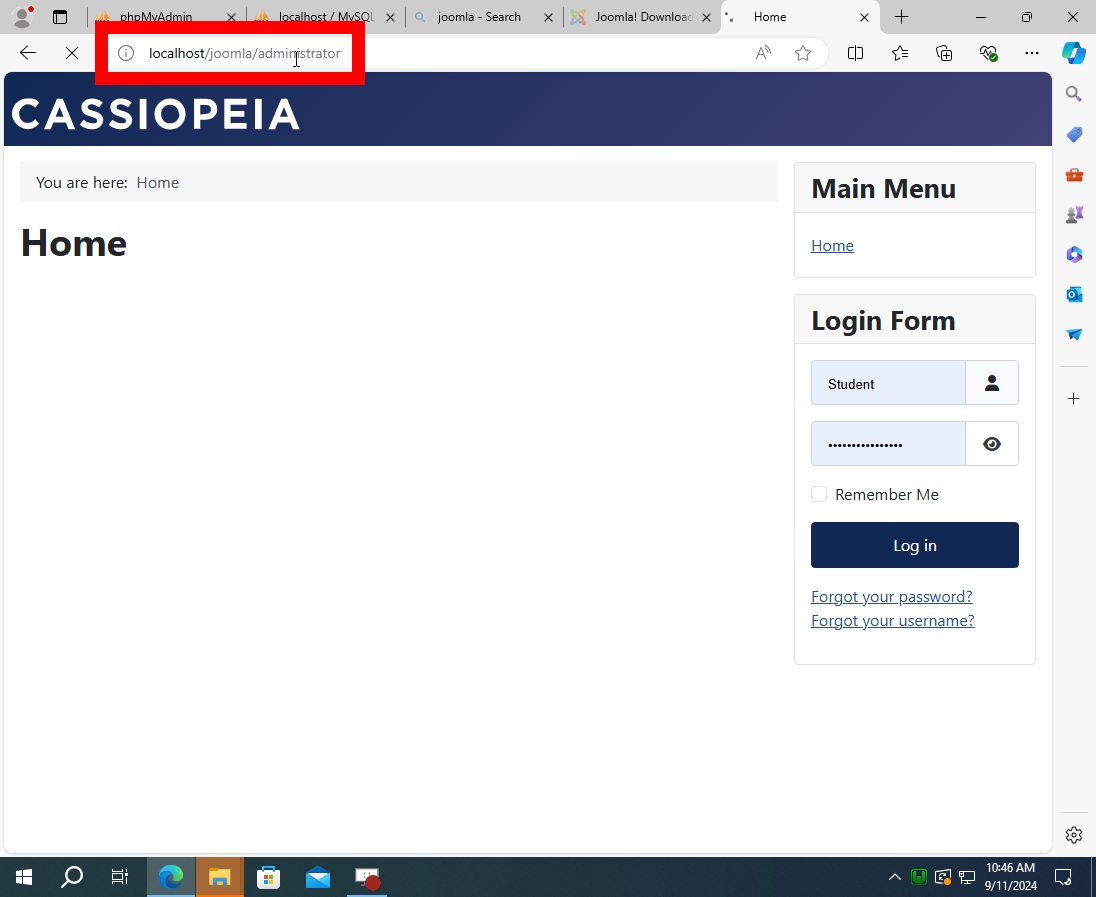 phpMyAdmin
localhost / MySQL
joomla - Search
Joomla! Download
Home
localhost/joomla/administrator
CASSIOPEIA
You are here: Home
Home
Main Menu
Home
Login Form
Student
Remember Me
Log in
Forgot your password?
Forgot your username?
10:46 AM
9/11/2024